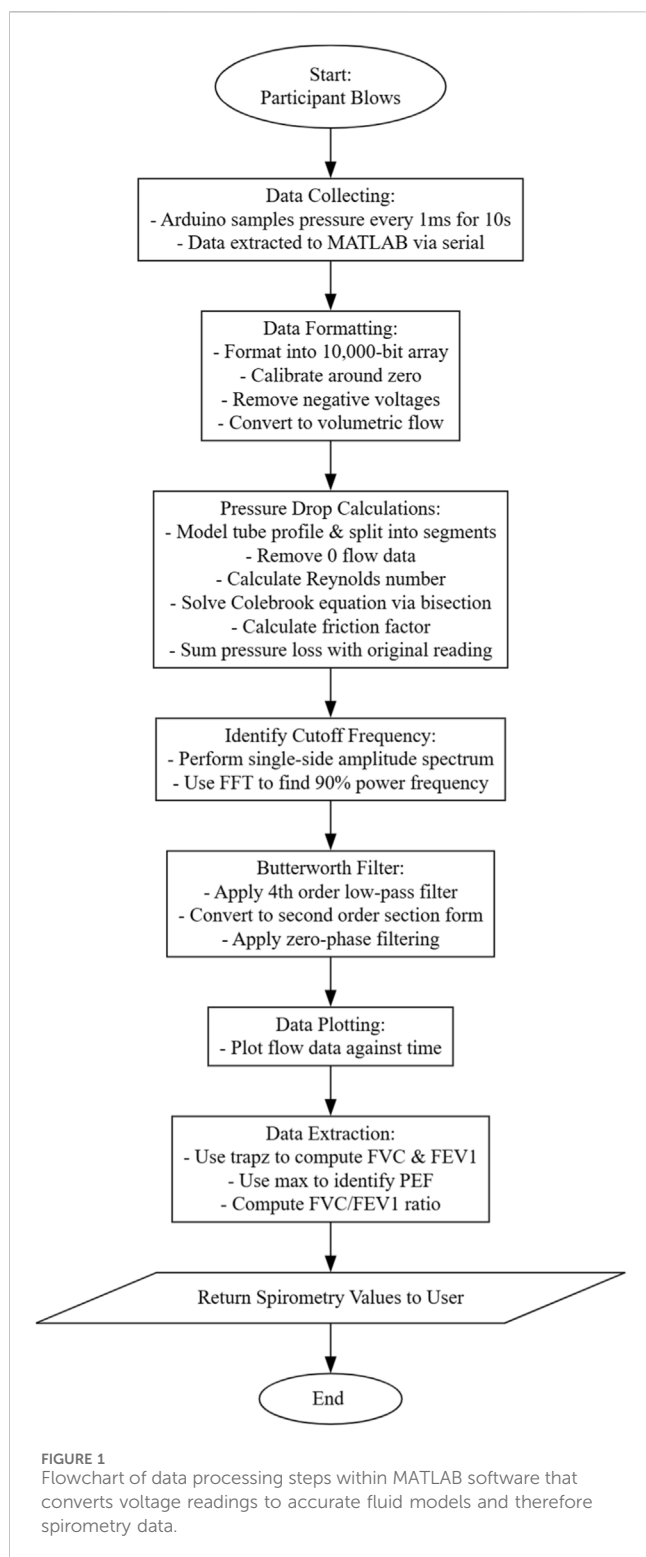 Start:
Participant Blows
Data Collecting:
- Arduino samples pressure every 1ms for 10s
- Data extracted to MATLAB via serial
Data Formatting:
- Format into 10,000-bit array
- Calibrate around zero
- Remove negative voltages
- Convert to volumetric flow
Pressure Drop Calculations:
- Model tube profile & split into segments
- Remove 0 flow data
- Calculate Reynolds number
- Solve Colebrook equation via bisection
- Calculate friction factor
- Sum pressure loss with original reading
Identify Cutoff Frequency:
- Perform single-side amplitude spectrum
- Use FFT to find 90% power frequency
Butterworth Filter:
- Apply 4th order low-pass filter
- Convert to second order section form
- Apply zero-phase filtering
Data Plotting:
- Plot flow data against time
Data Extraction:
- Use trapz to compute FVC & FEV1
- Use max to identify PEF
- Compute FVC/FEV1 ratio
Return Spirometry Values to User
End
FIGURE 1
Flowchart of data processing steps within MATLAB software that
converts voltage readings to accurate fluid models and therefore
spirometry data.